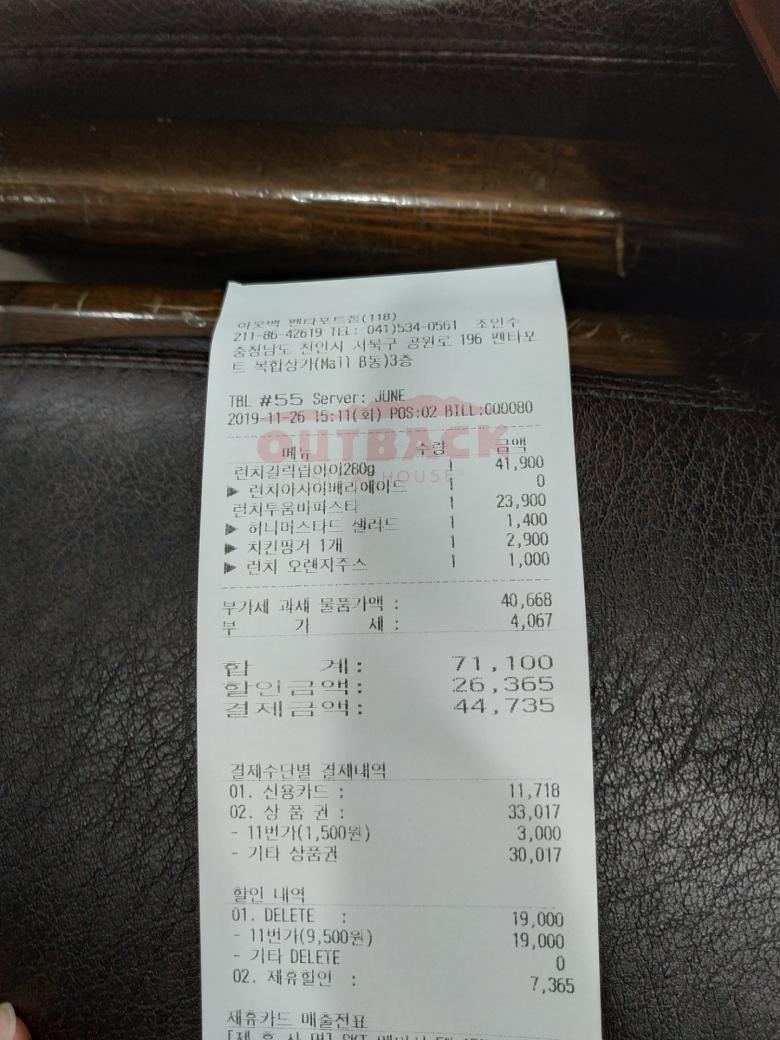 아웃백 펜타포트점(118)
211-86-42619 TEL: 041)534-0561 조인수
충청남도 천안시 서북구 공원로 196 펜타포
트 복합상가(Mall B동)3층
TBL #55 Server: JUNE
2019-11-26 15:11(화) POS:02 BILL:000080
OUTBACK
STEAKHOUSE®
메뉴 수량 금액
런치갈릭립아이280g 1 41,900
▶ 런치아사이베리에이드 1 0
런치투움바파스타 1 23,900
▶ 허니머스타드 샐러드 1 1,400
▶ 치킨핑거 1개 1 2,900
▶ 런치 오렌지주스 1 1,000
부가세 과세 물품가액 : 40,668
부 가 세 : 4,067
합 계: 71,100
할인금액: 26,365
결제금액: 44,735
결제수단별 결제내역
01. 신용카드 : 11,718
02. 상 품 권 : 33,017
- 11번가(1,500원) 3,000
- 기타 상품권 30,017
할인 내역
01. DELETE : 19,000
- 11번가(9,500원) 19,000
- 기타 DELETE 0
02. 제휴할인 : 7,365
제휴카드 매출전표